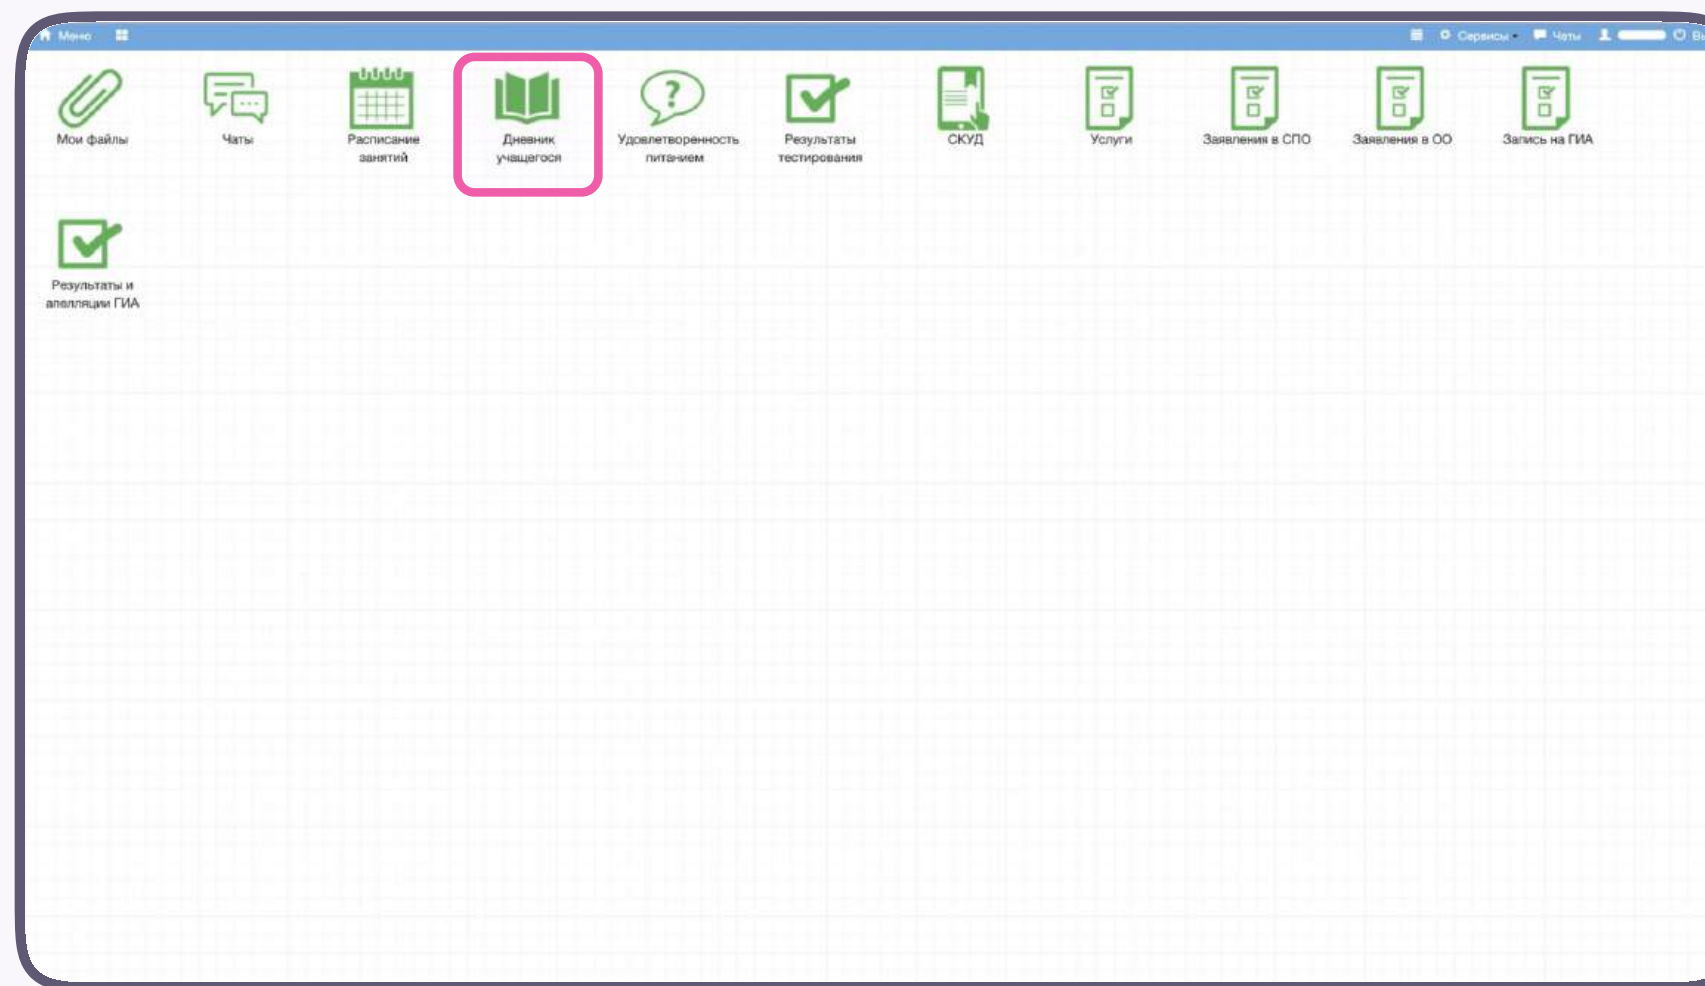 Меню
Сервисы
Чаты
Мои файлы
Чаты
Расписание
занятий
Дневник
учащегося
Удовлетворенность
питанием
Результаты
тестирования
СКУД
Услуги
Заявления в СПО
Заявления в ОО
Запись на ГИА
Результаты и
апелляции ГИА